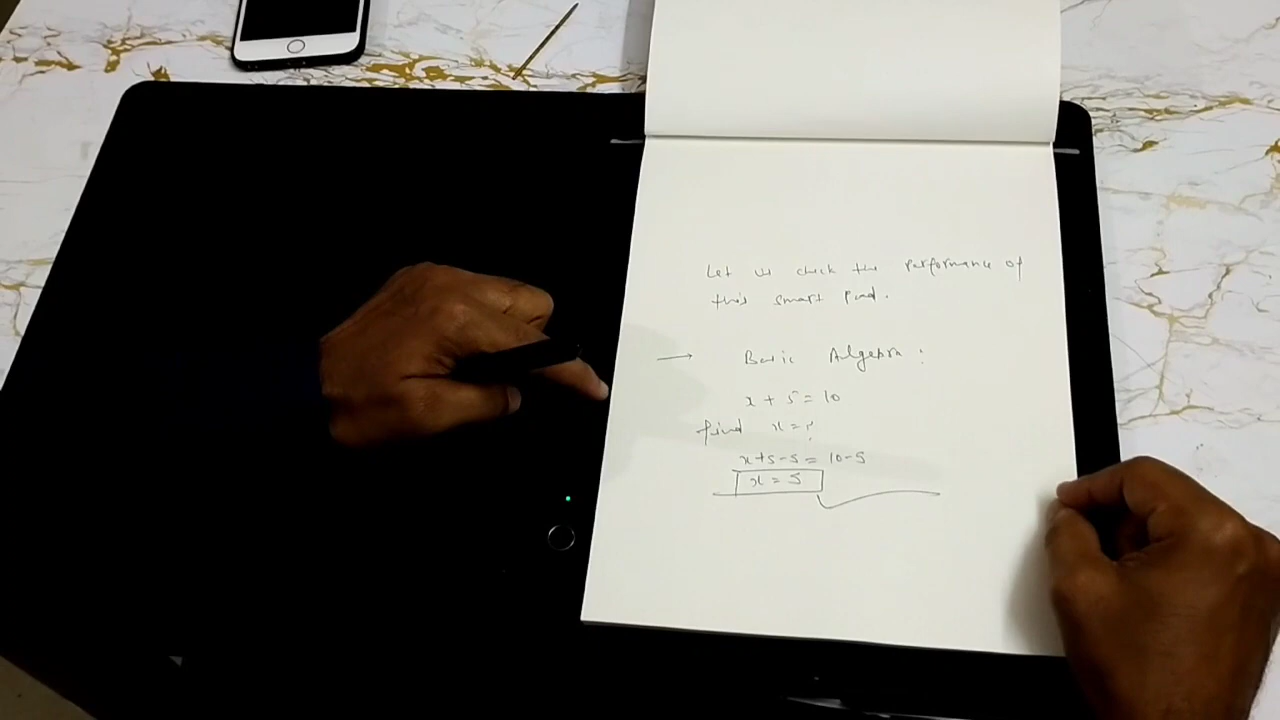 Let us check the performance of
this smart Pad.
→ Basic Algebra :
x + 5 = 10
find x = ?
x+5-5 = 10-5
x = 5